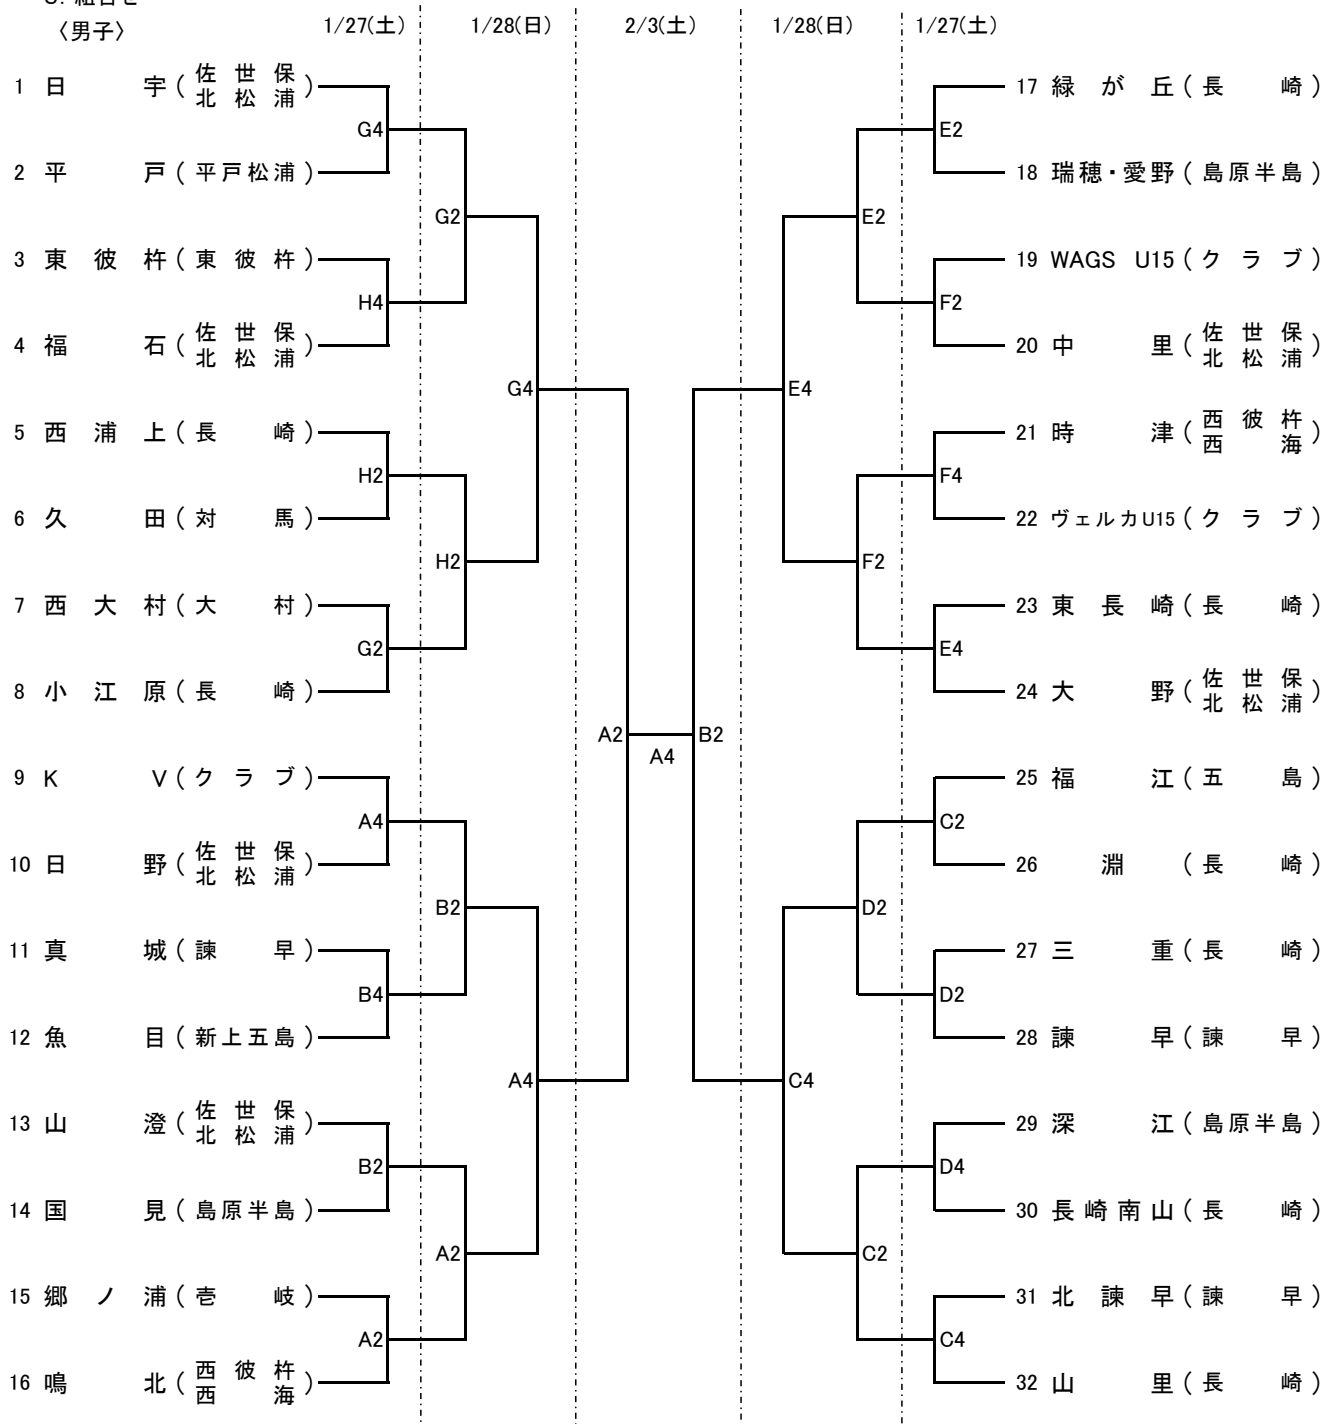 〈男子〉 1/27(土) 1/28(日) 2/3(土) 1/28(日) 1/27(土)
1 日宇(佐世保北松浦) 17 緑が丘(長崎)
G4 E2
2 平戸(平戸松浦) 18 瑞穂・愛野(島原半島)
G2 E2
3 東彼杵(東彼杵) 19 WAGS U15(クラブ)
H4 F2
4 福石(佐世保北松浦) 20 中里(佐世保北松浦)
G4 E4
5 西浦上(長崎) 21 時津(西彼杵西海)
H2 F4
6 久田(対馬) 22 ヴェルカU15(クラブ)
H2 F2
7 西大村(大村) 23 東長崎(長崎)
G2 E4
8 小江原(長崎) 24 大野(佐世保北松浦)
A2 B2
A4
9 KV(クラブ) 25 福江(五島)
A4 C2
10 日野(佐世保北松浦) 26 淵(長崎)
B2 D2
11 真城(諫早) 27 三重(長崎)
B4 D2
12 魚目(新上五島) 28 諫早(諫早)
A4 C4
13 山澄(佐世保北松浦) 29 深江(島原半島)
B2 D4
14 国見(島原半島) 30 長崎南山(長崎)
A2 C2
15 郷ノ浦(壱岐) 31 北諫早(諫早)
A2 C4
16 鳴北(西彼杵西海) 32 山里(長崎)